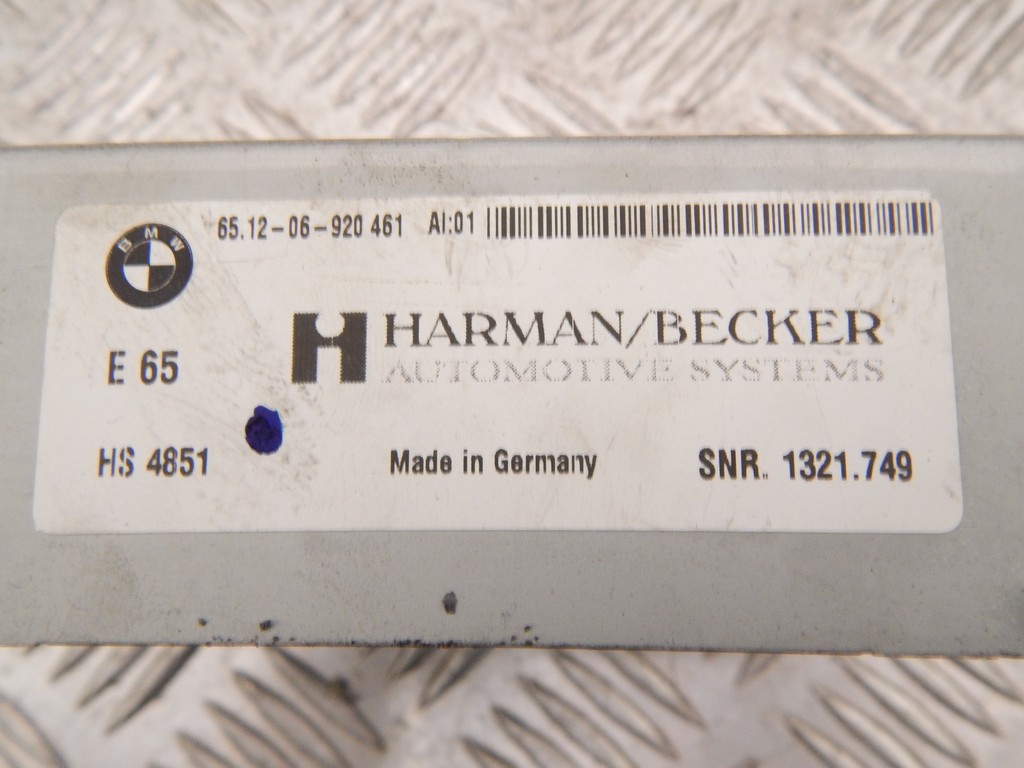 65.12-06-920 461 AI:01
BMW
HARMAN/BECKER
AUTOMOTIVE SYSTEMS
E 65
HS 4851 Made in Germany SNR. 1321.749